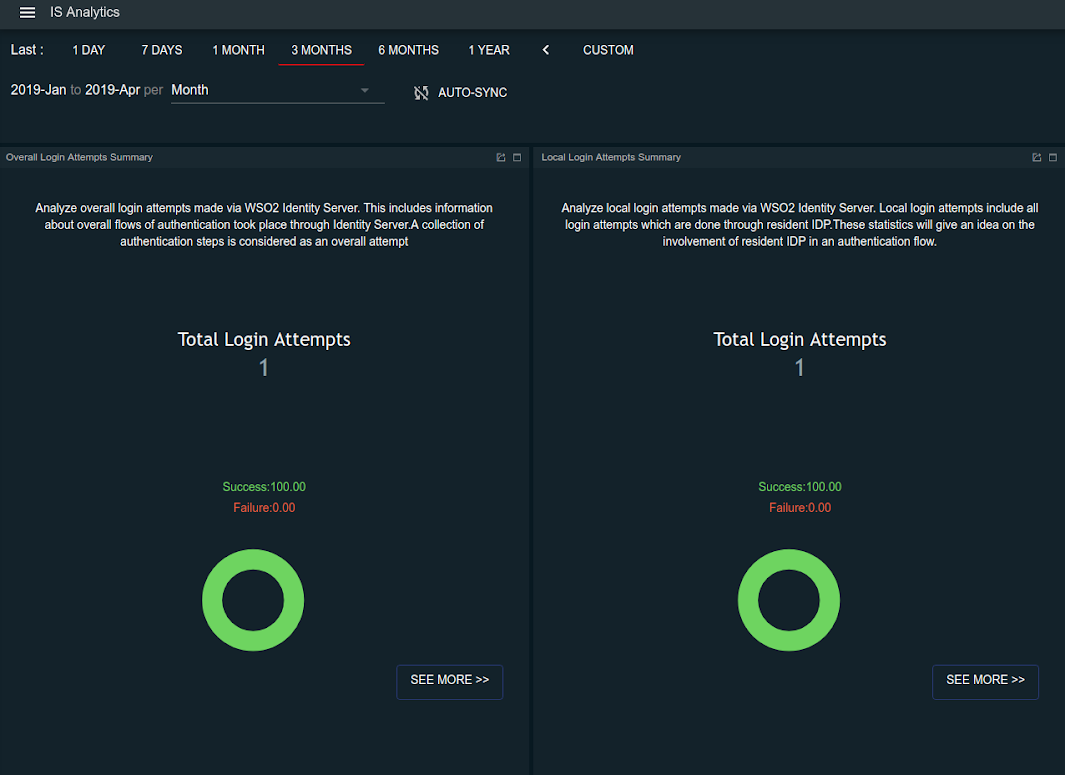 IS Analytics
Last : 1 DAY 7 DAYS 1 MONTH 3 MONTHS 6 MONTHS 1 YEAR CUSTOM
2019-Jan to 2019-Apr per Month AUTO-SYNC
Overall Login Attempts Summary
Analyze overall login attempts made via WSO2 Identity Server. This includes information
about overall flows of authentication took place through Identity Server.A collection of
authentication steps is considered as an overall attempt
Total Login Attempts
1
Success:100.00
Failure:0.00
SEE MORE >>
Local Login Attempts Summary
Analyze local login attempts made via WSO2 Identity Server. Local login attempts include all
login attempts which are done through resident IDP.These statistics will give an idea on the
involvement of resident IDP in an authentication flow.
Total Login Attempts
1
Success:100.00
Failure:0.00
SEE MORE >>